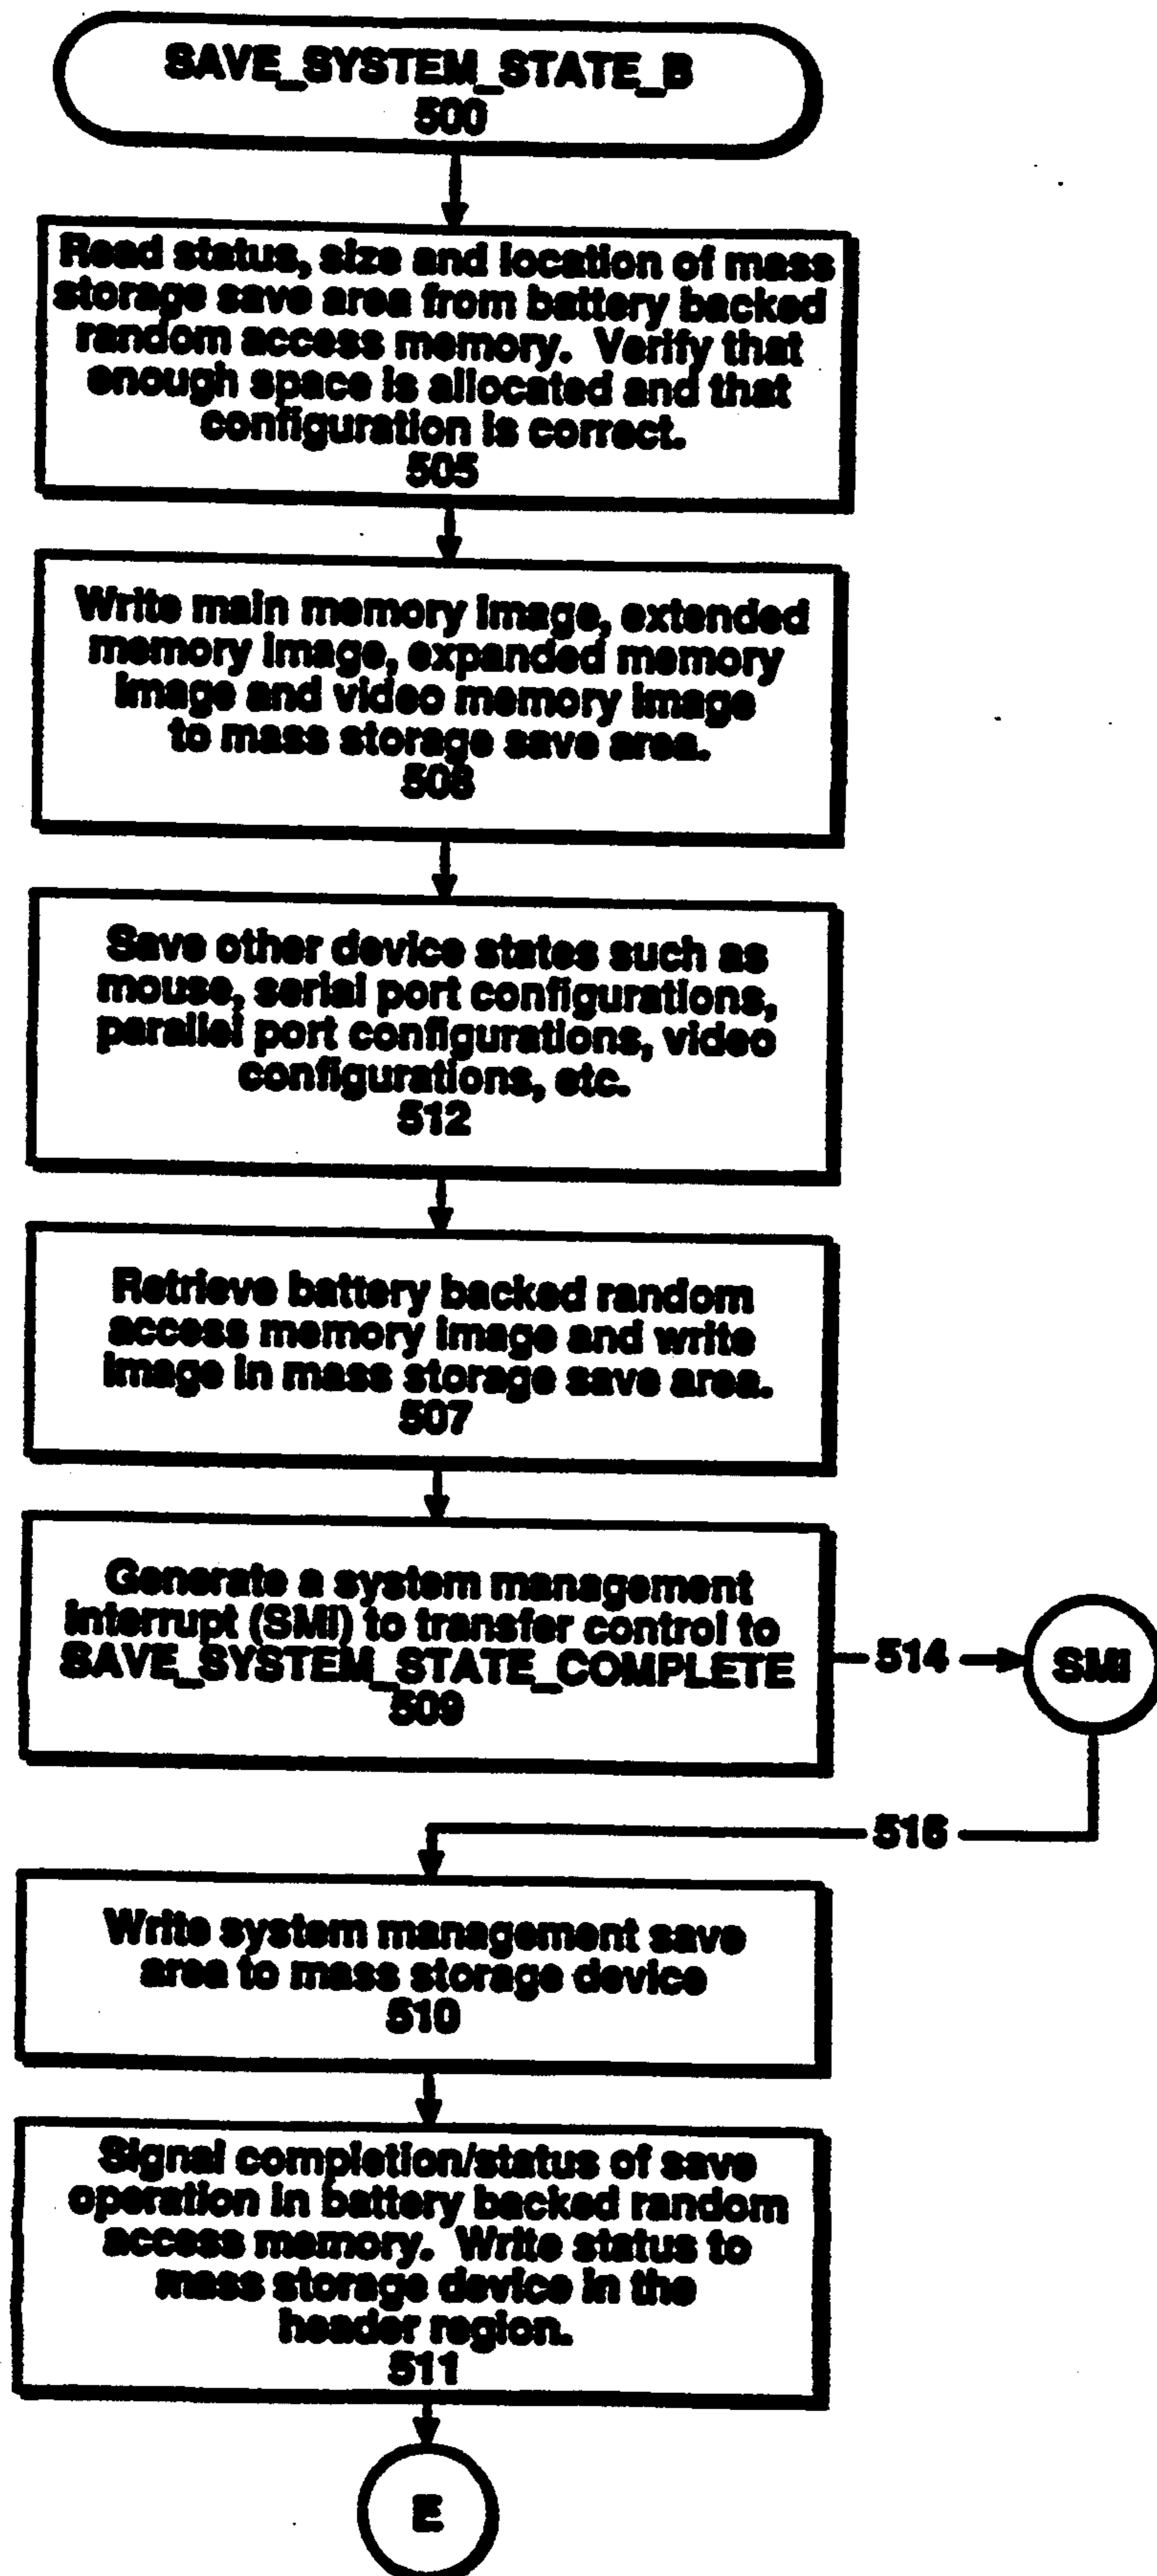 SAVE_SYSTEM_STATE_B
500
Read status, size and location of mass
storage save area from battery backed
random access memory. Verify that
enough space is allocated and that
configuration is correct.
505
Write main memory image, extended
memory image, expanded memory
image and video memory image
to mass storage save area.
508
Save other device states such as
mouse, serial port configurations,
parallel port configurations, video
configurations, etc.
512
Retrieve battery backed random
access memory image and write
image in mass storage save area.
507
Generate a system management
interrupt (SMI) to transfer control to
SAVE_SYSTEM_STATE_COMPLETE
509
514
SMI
Write system management save
area to mass storage device
510
Signal completion/status of save
operation in battery backed random
access memory. Write status to
mass storage device in the
header region.
511
E